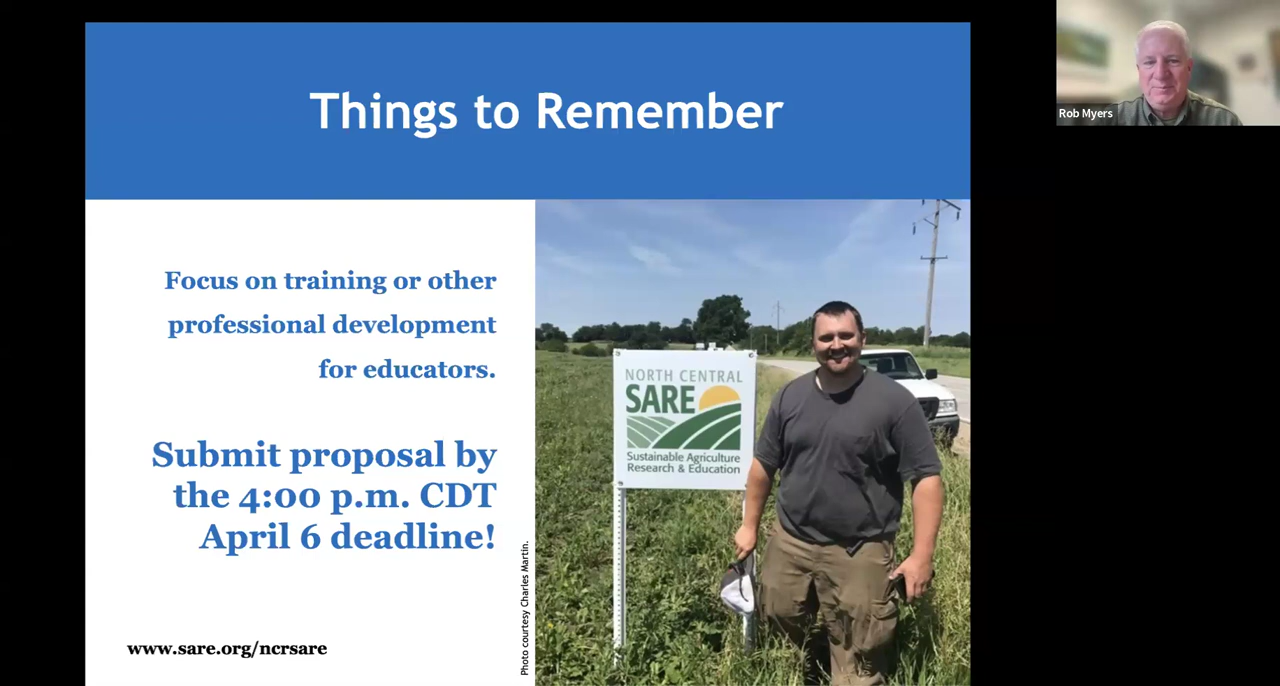 Things to Remember
Focus on training or other
professional development
for educators.
Submit proposal by
the 4:00 p.m. CDT
April 6 deadline!
www.sare.org/ncrsare
Photo courtesy Charles Martin.
NORTH CENTRAL
SARE
Sustainable Agriculture
Research & Education
Rob Myers